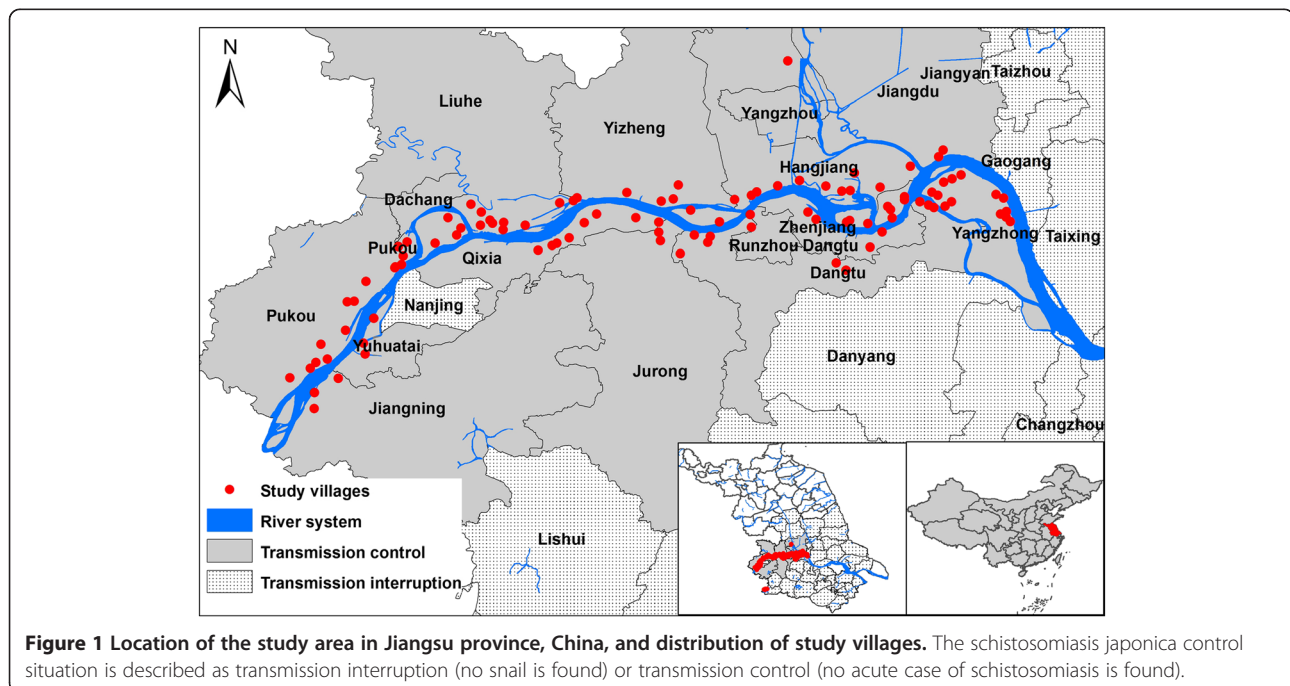 N
Liuhe
Yizheng
Yangzhou
Jiangyan
Taizhou
Jiangdu
Hangjiang
Gaogang
Dachang
Pukou
Qixia
Zhenjiang
Runzhou
Dangtu
Dangtu
Yangzhong
Taixing
Nanjing
Pukou
Yuhuatai
Danyang
Jurong
Jiangning
Changzhou
Lishui
Study villages
River system
Transmission control
Transmission interruption
Figure 1 Location of the study area in Jiangsu province, China, and distribution of study villages. The schistosomiasis japonica control
situation is described as transmission interruption (no snail is found) or transmission control (no acute case of schistosomiasis is found).